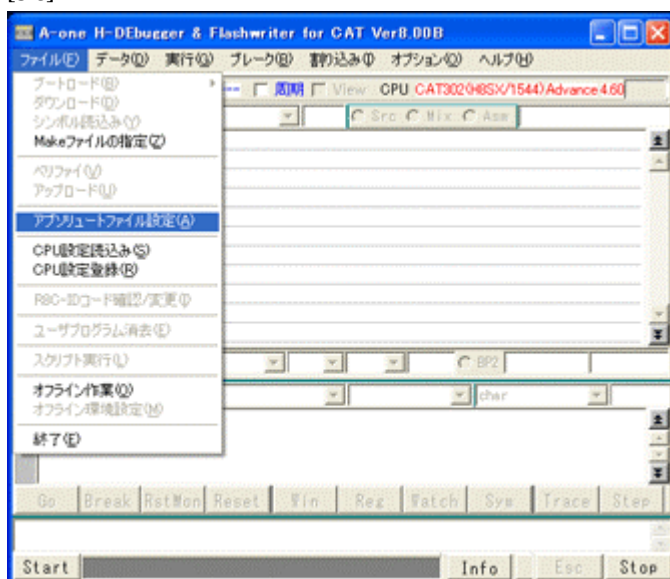 A-one H-DEbugger & Flashwriter for CAT Ver8.00B
ファイル(F) データ(D) 実行(G) ブレーク(B) 割り込み(I) オプション(O) ヘルプ(H)
ブートロード(B)
周期 View CPU CAT302(H8SX/1544)Advance 4.60
ダウンロード(D)
シンボル読込み(Y)
Src Mix Asm
Makeファイルの指定(Z)
ベリファイ(V)
アップロード(U)
アブソリュートファイル設定(A)
CPU設定読込み(S)
CPU設定登録(R)
R8C-IDコード確認/変更(I)
ユーザプログラム消去(E)
スクリプト実行(L)
BP2
オフライン作業(O)
char
オフライン環境設定(M)
終了(E)
Go Break RstMon Reset Win Reg Watch Sym Trace Step
Start Info Esc Stop